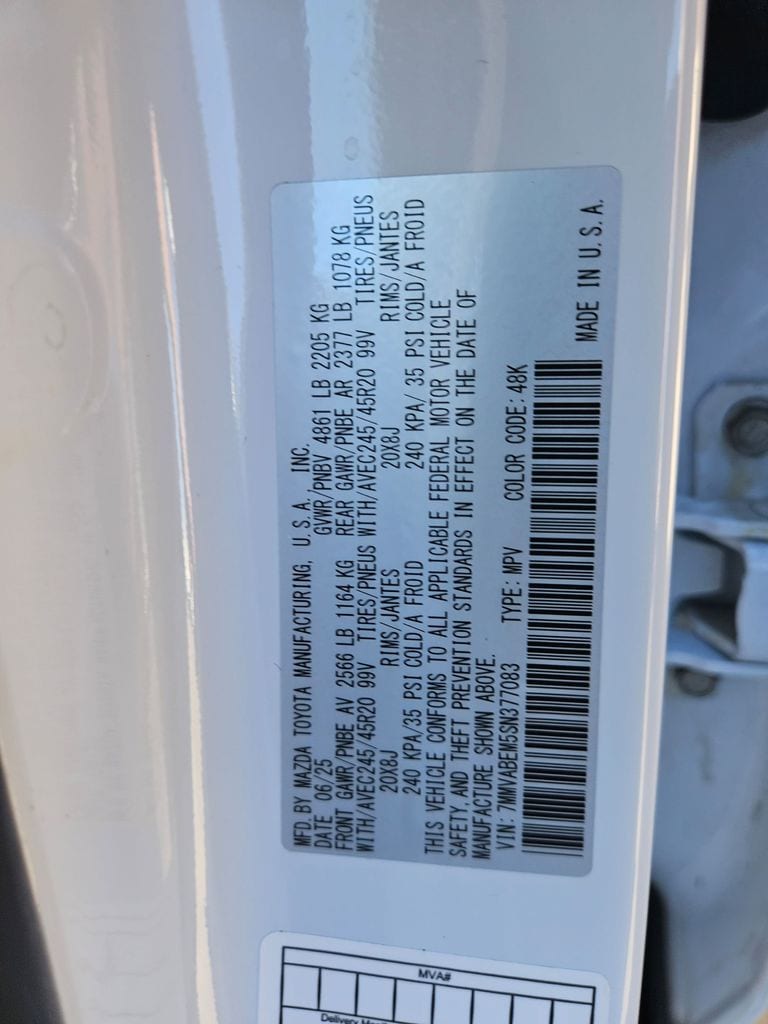 MFD. BY MAZDA TOYOTA MANUFACTURING, U.S.A. INC.
DATE 06/25 GVWR/PNBV 4861 LB 2205 KG
FRONT GAWR/PNBE AV 2566 LB 1164 KG REAR GAWR/PNBE AR 2377 LB 1078 KG
WITH/AVEC245/45R20 99V TIRES/PNEUS WITH/AVEC245/45R20 99V TIRES/PNEUS
20X8J RIMS/JANTES 20X8J RIMS/JANTES
240 KPA/35 PSI COLD/A FROID 240 KPA/ 35 PSI COLD/A FROID
THIS VEHICLE CONFORMS TO ALL APPLICABLE FEDERAL MOTOR VEHICLE
SAFETY, AND THEFT PREVENTION STANDARDS IN EFFECT ON THE DATE OF
MANUFACTURE SHOWN ABOVE.
VIN: 7MMVABEM5SN377083 TYPE: MPV COLOR CODE: 48K
MADE IN U.S.A.
MVA#
Delivery